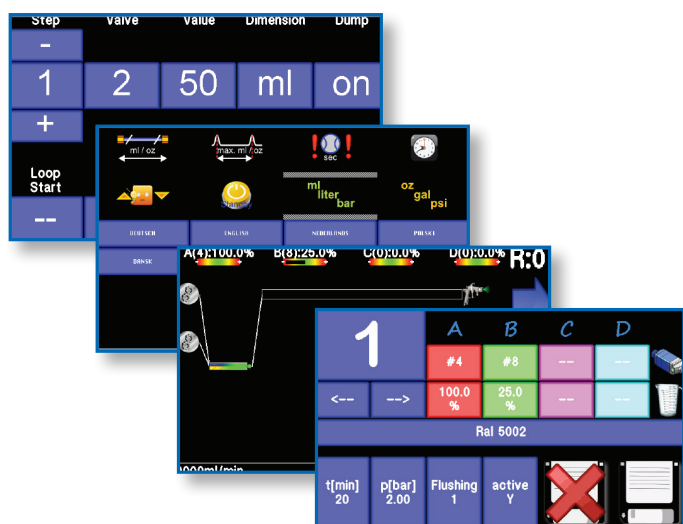 Step Valve Value Dimension Dump
-
1 2 50 ml on
+
Loop
Start
--
ml / oz
max. ml / oz
sec
Standby
ml
liter
bar
oz
gal
psi
DEUTSCH ENGLISH NEDERLANDS POLSKI
DANSK
A(4):100.0% B(8):25.0% C(0):0.0% D(0):0.0% R:0
1 A B C D
#4 #8 -- --
<-- --> 100.0 % 25.0 % -- --
Ral 5002
t[min] p[bar] Flushing active
20 2.00 1 Y